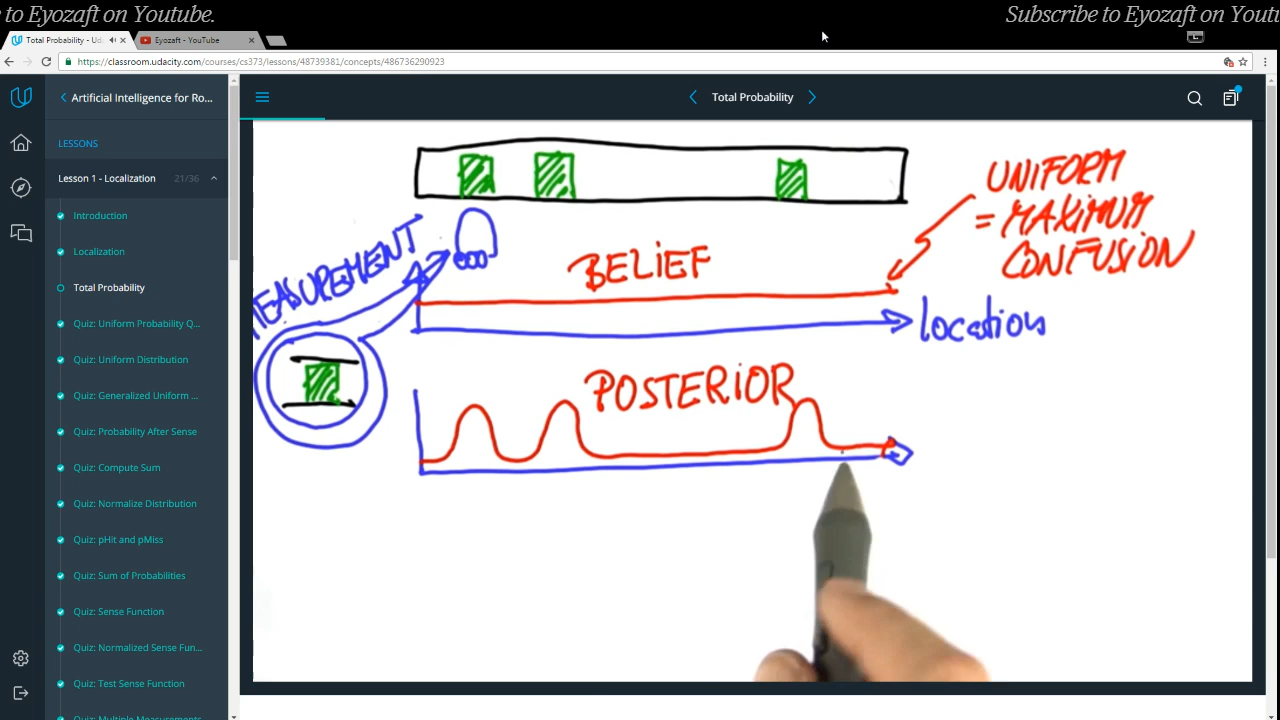 e to Eyozaft on Youtube.
Subscribe to Eyozaft on Yout
Total Probability - Ud
Eyozaft - YouTube
https://classroom.udacity.com/courses/cs373/lessons/48739381/concepts/486736290923
Artificial Intelligence for Ro...
Total Probability
LESSONS
Lesson 1 - Localization
21/36
Introduction
Localization
Total Probability
Quiz: Uniform Probability Q...
Quiz: Uniform Distribution
Quiz: Generalized Uniform ...
Quiz: Probability After Sense
Quiz: Compute Sum
Quiz: Normalize Distribution
Quiz: pHit and pMiss
Quiz: Sum of Probabilities
Quiz: Sense Function
Quiz: Normalized Sense Fun...
Quiz: Test Sense Function
Quiz: Multiple Measurements
UNIFORM
= MAXIMUM
CONFUSION
EASUREMENT
BELIEF
location
POSTERIOR